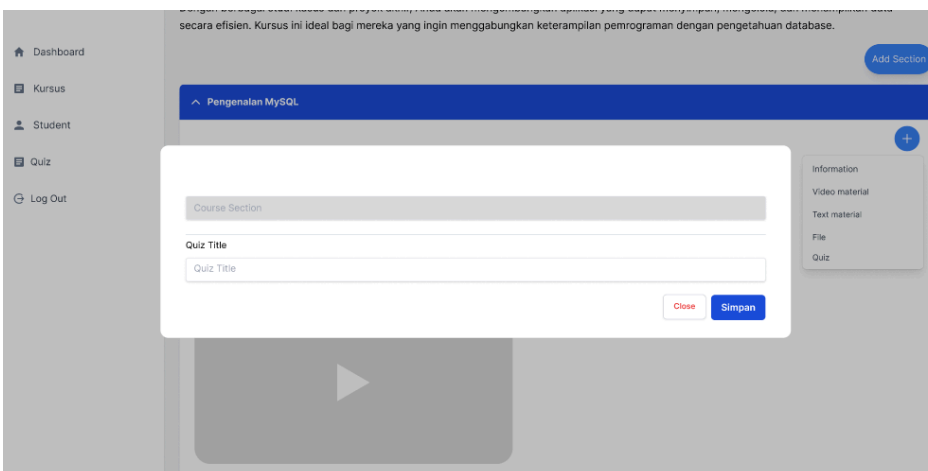 secara efisien. Kursus ini ideal bagi mereka yang ingin menggabungkan keterampilan pemrograman dengan pengetahuan database.
Dashboard
Add Section
Kursus
Pengenalan MySQL
Student
Quiz
Information
Video material
Log Out
Course Section
Text material
File
Quiz Title
Quiz
Quiz Title
Close
Simpan